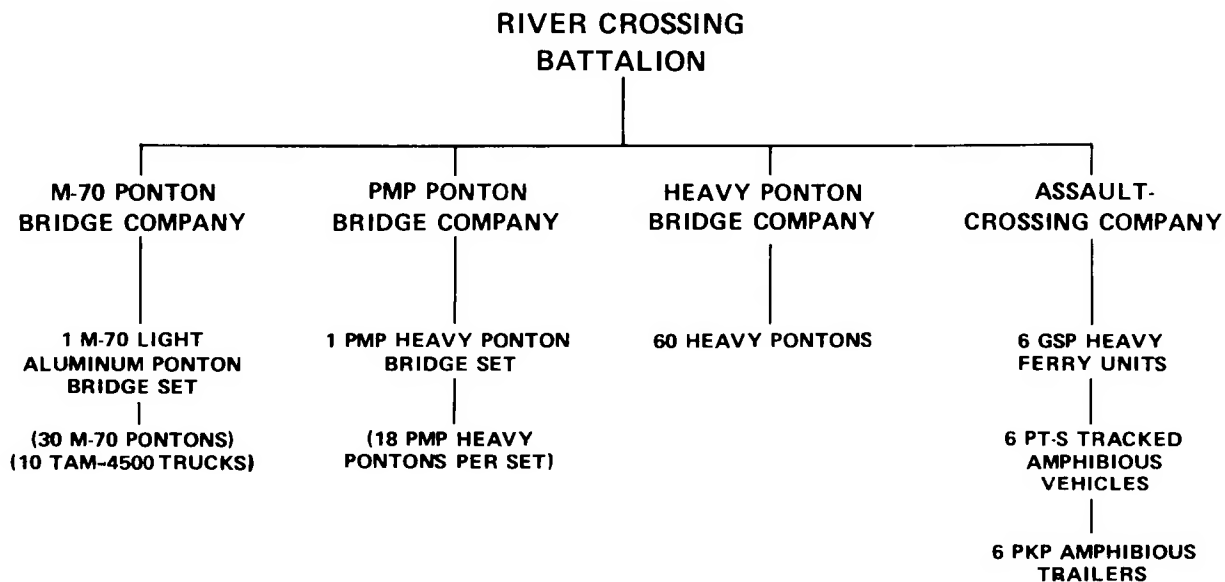 RIVER CROSSING
BATTALION
M-70 PONTON
BRIDGE COMPANY
1 M-70 LIGHT
ALUMINUM PONTON
BRIDGE SET
(30 M-70 PONTONS)
(10 TAM-4500 TRUCKS)
PMP PONTON
BRIDGE COMPANY
1 PMP HEAVY PONTON
BRIDGE SET
(18 PMP HEAVY
PONTONS PER SET)
HEAVY PONTON
BRIDGE COMPANY
60 HEAVY PONTONS
ASSAULT-
CROSSING COMPANY
6 GSP HEAVY
FERRY UNITS
6 PT-S TRACKED
AMPHIBIOUS
VEHICLES
6 PKP AMPHIBIOUS
TRAILERS